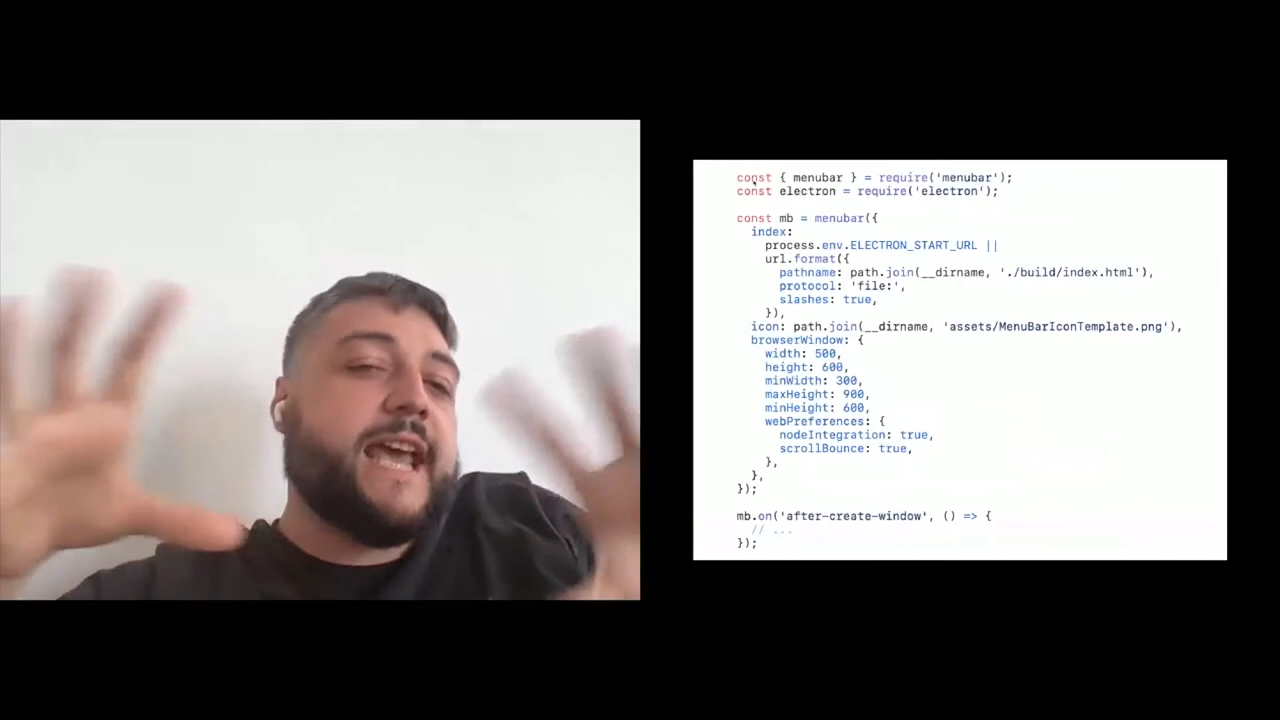 const { menubar } = require('menubar');
const electron = require('electron');
const mb = menubar({
index:
process.env.ELECTRON_START_URL ||
url.format({
pathname: path.join(__dirname, './build/index.html'),
protocol: 'file:',
slashes: true,
}),
icon: path.join(__dirname, 'assets/MenuBarIconTemplate.png'),
browserWindow: {
width: 500,
height: 600,
minWidth: 300,
maxHeight: 900,
minHeight: 600,
webPreferences: {
nodeIntegration: true,
scrollBounce: true,
},
},
});
mb.on('after-create-window', () => {
// ...
});